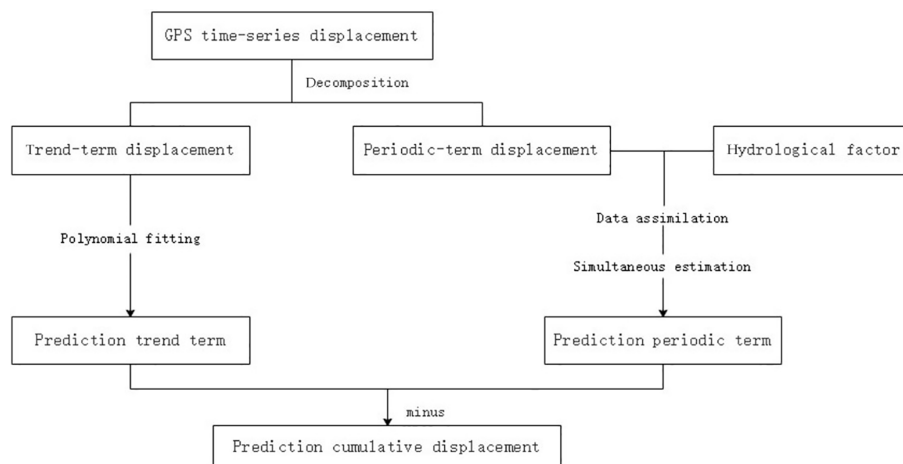 GPS time-series displacement
Decomposition
Trend-term displacement
Periodic-term displacement
Hydrological factor
Data assimilation
Polynomial fitting
Simultaneous estimation
Prediction trend term
Prediction periodic term
minus
Prediction cumulative displacement